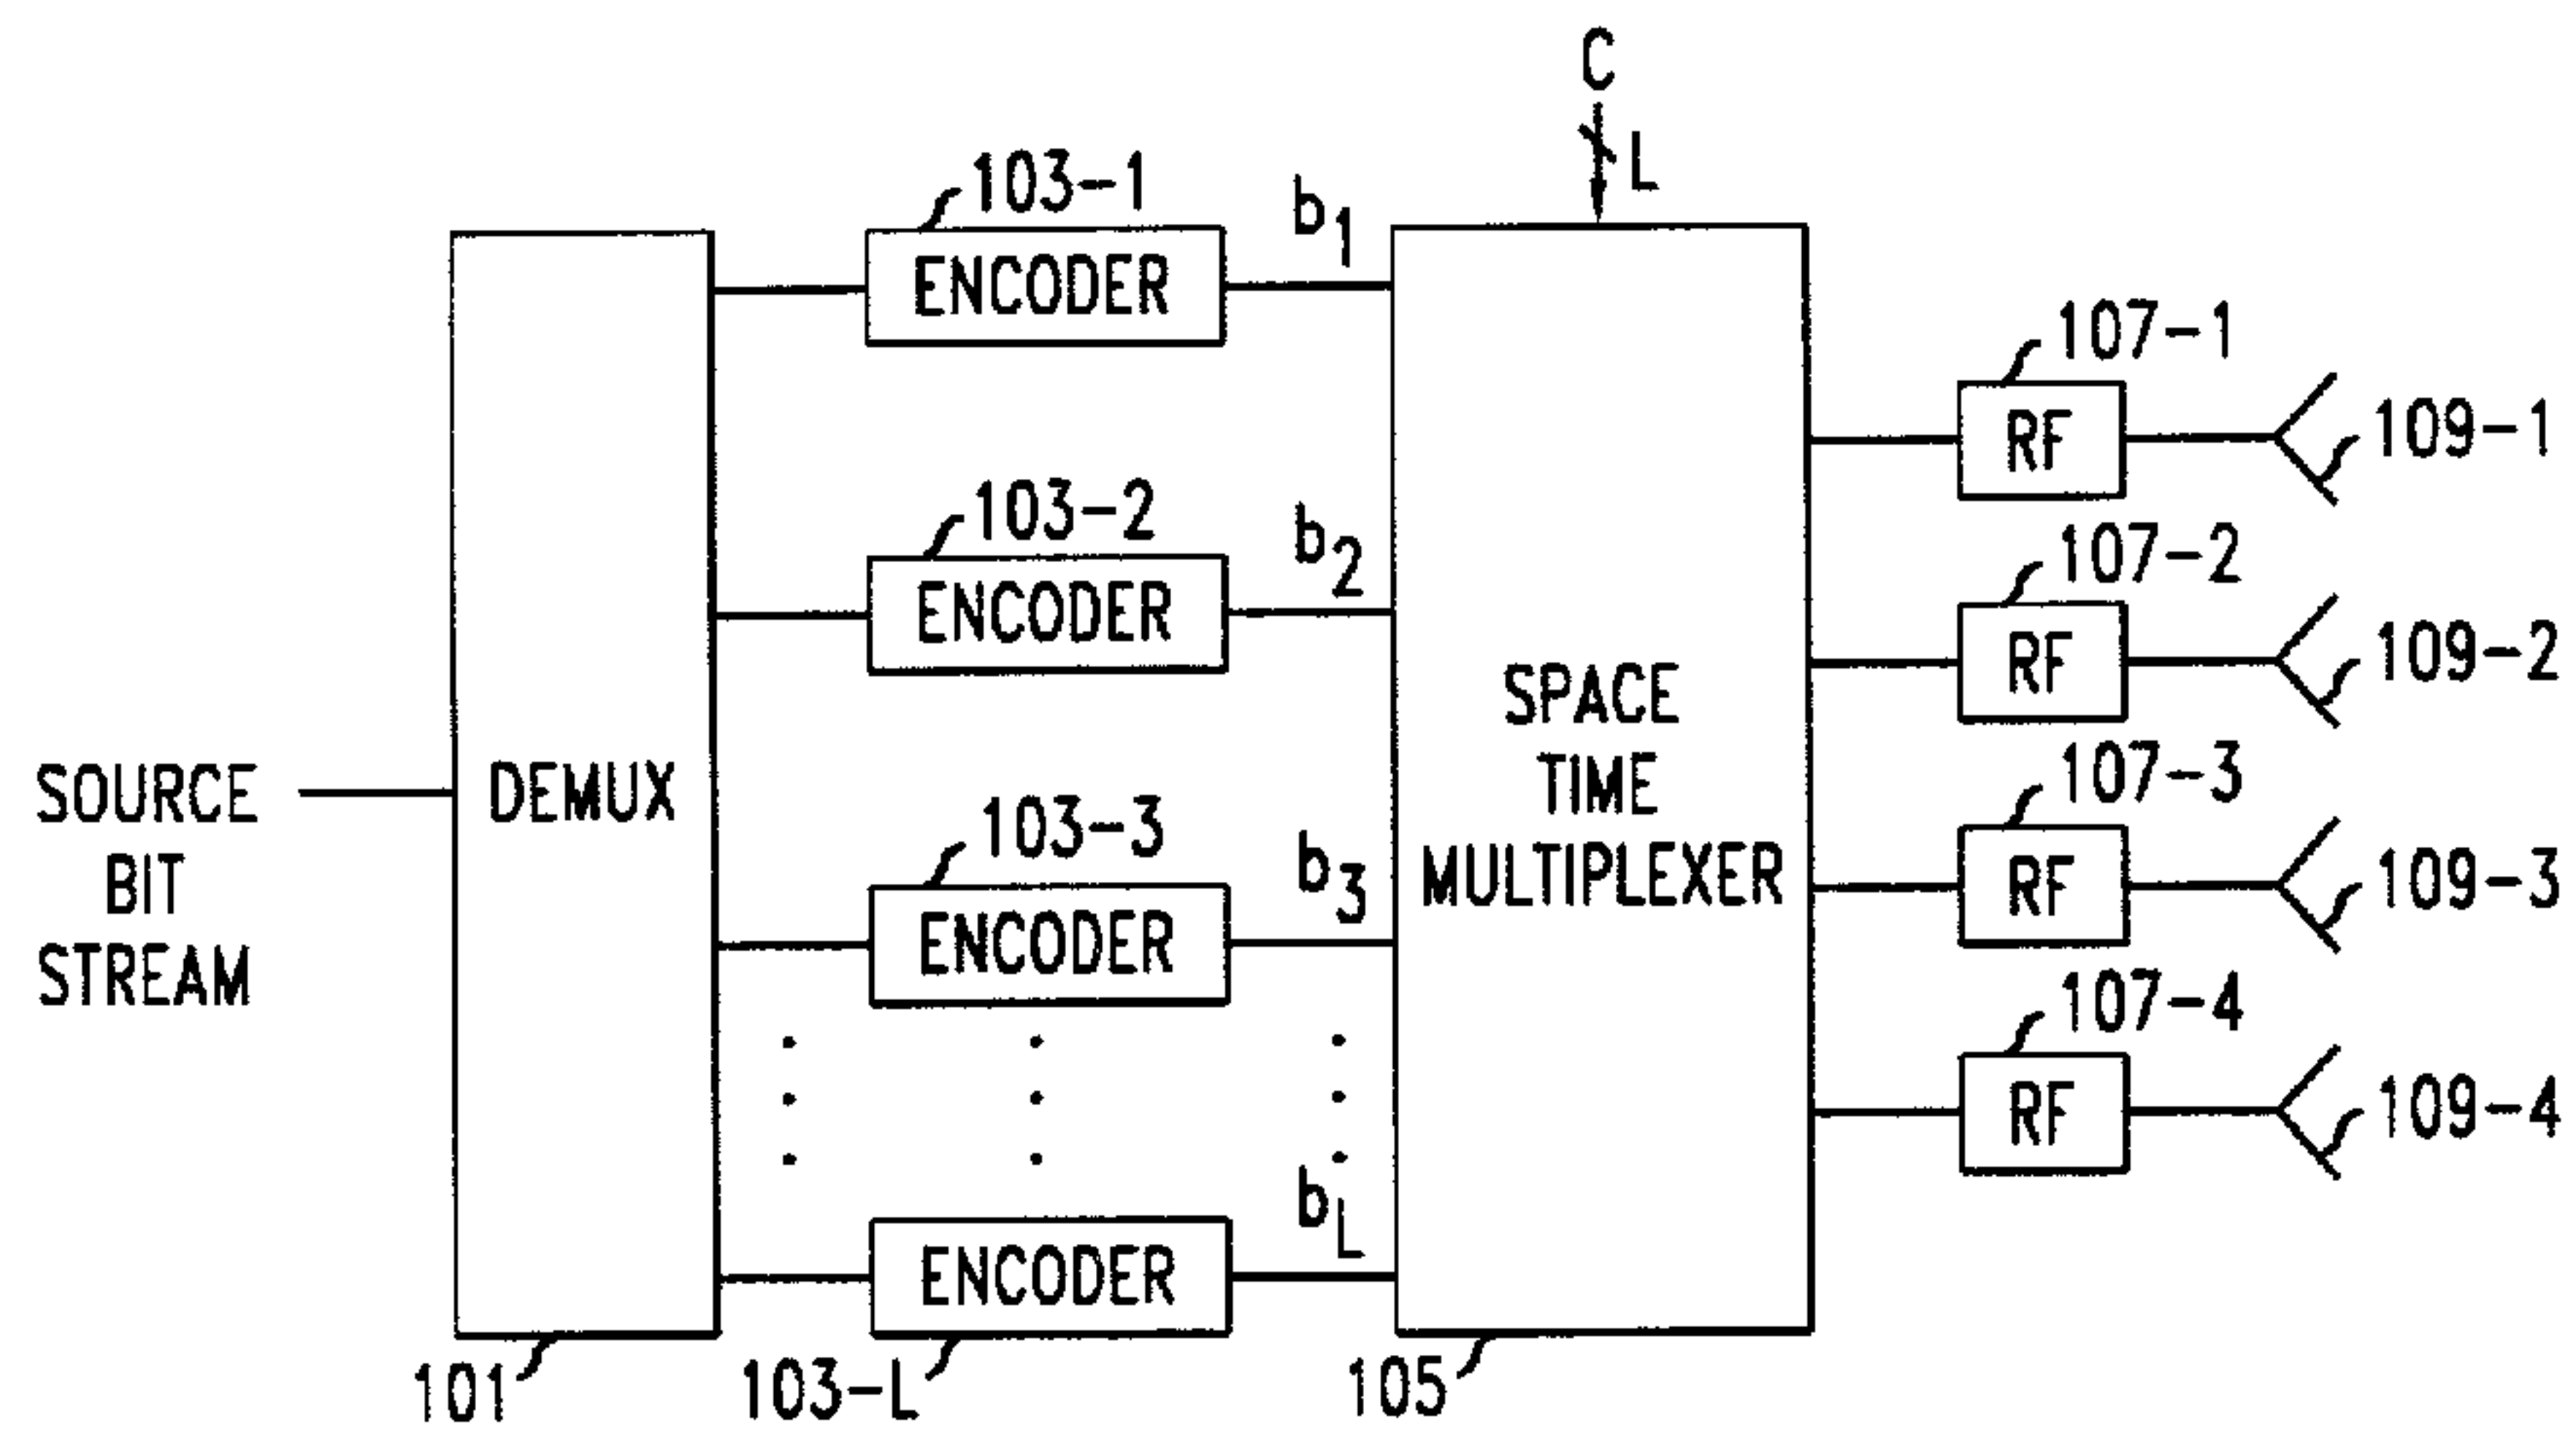 C
L
103-1
b1
ENCODER
107-1
RF
109-1
103-2
b2
ENCODER
107-2
RF
109-2
SPACE
TIME
MULTIPLEXER
SOURCE
BIT
STREAM
DEMUX
103-3
b3
ENCODER
107-3
RF
109-3
107-4
RF
109-4
bL
ENCODER
101
103-L
105